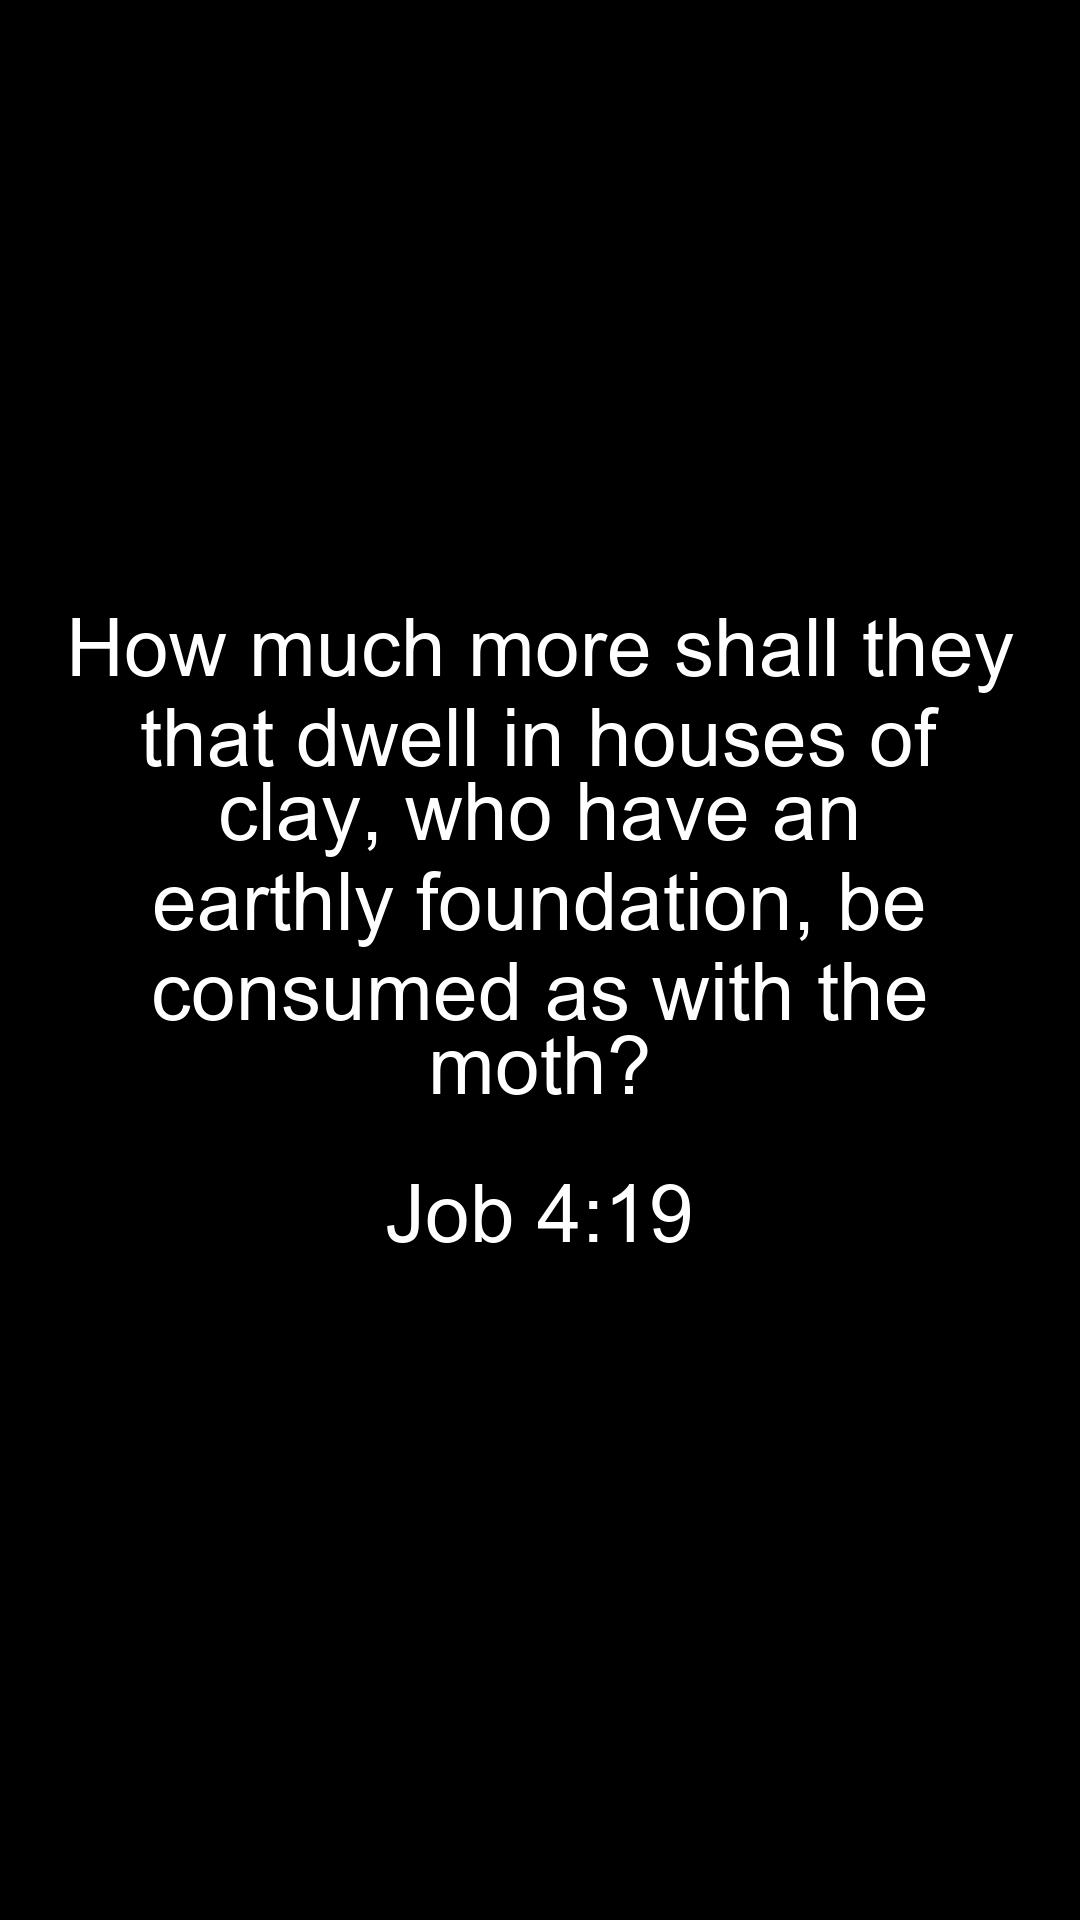 How much more shall they
that dwell in houses of
clay, who have an
earthly foundation, be
consumed as with the
moth?
Job 4:19